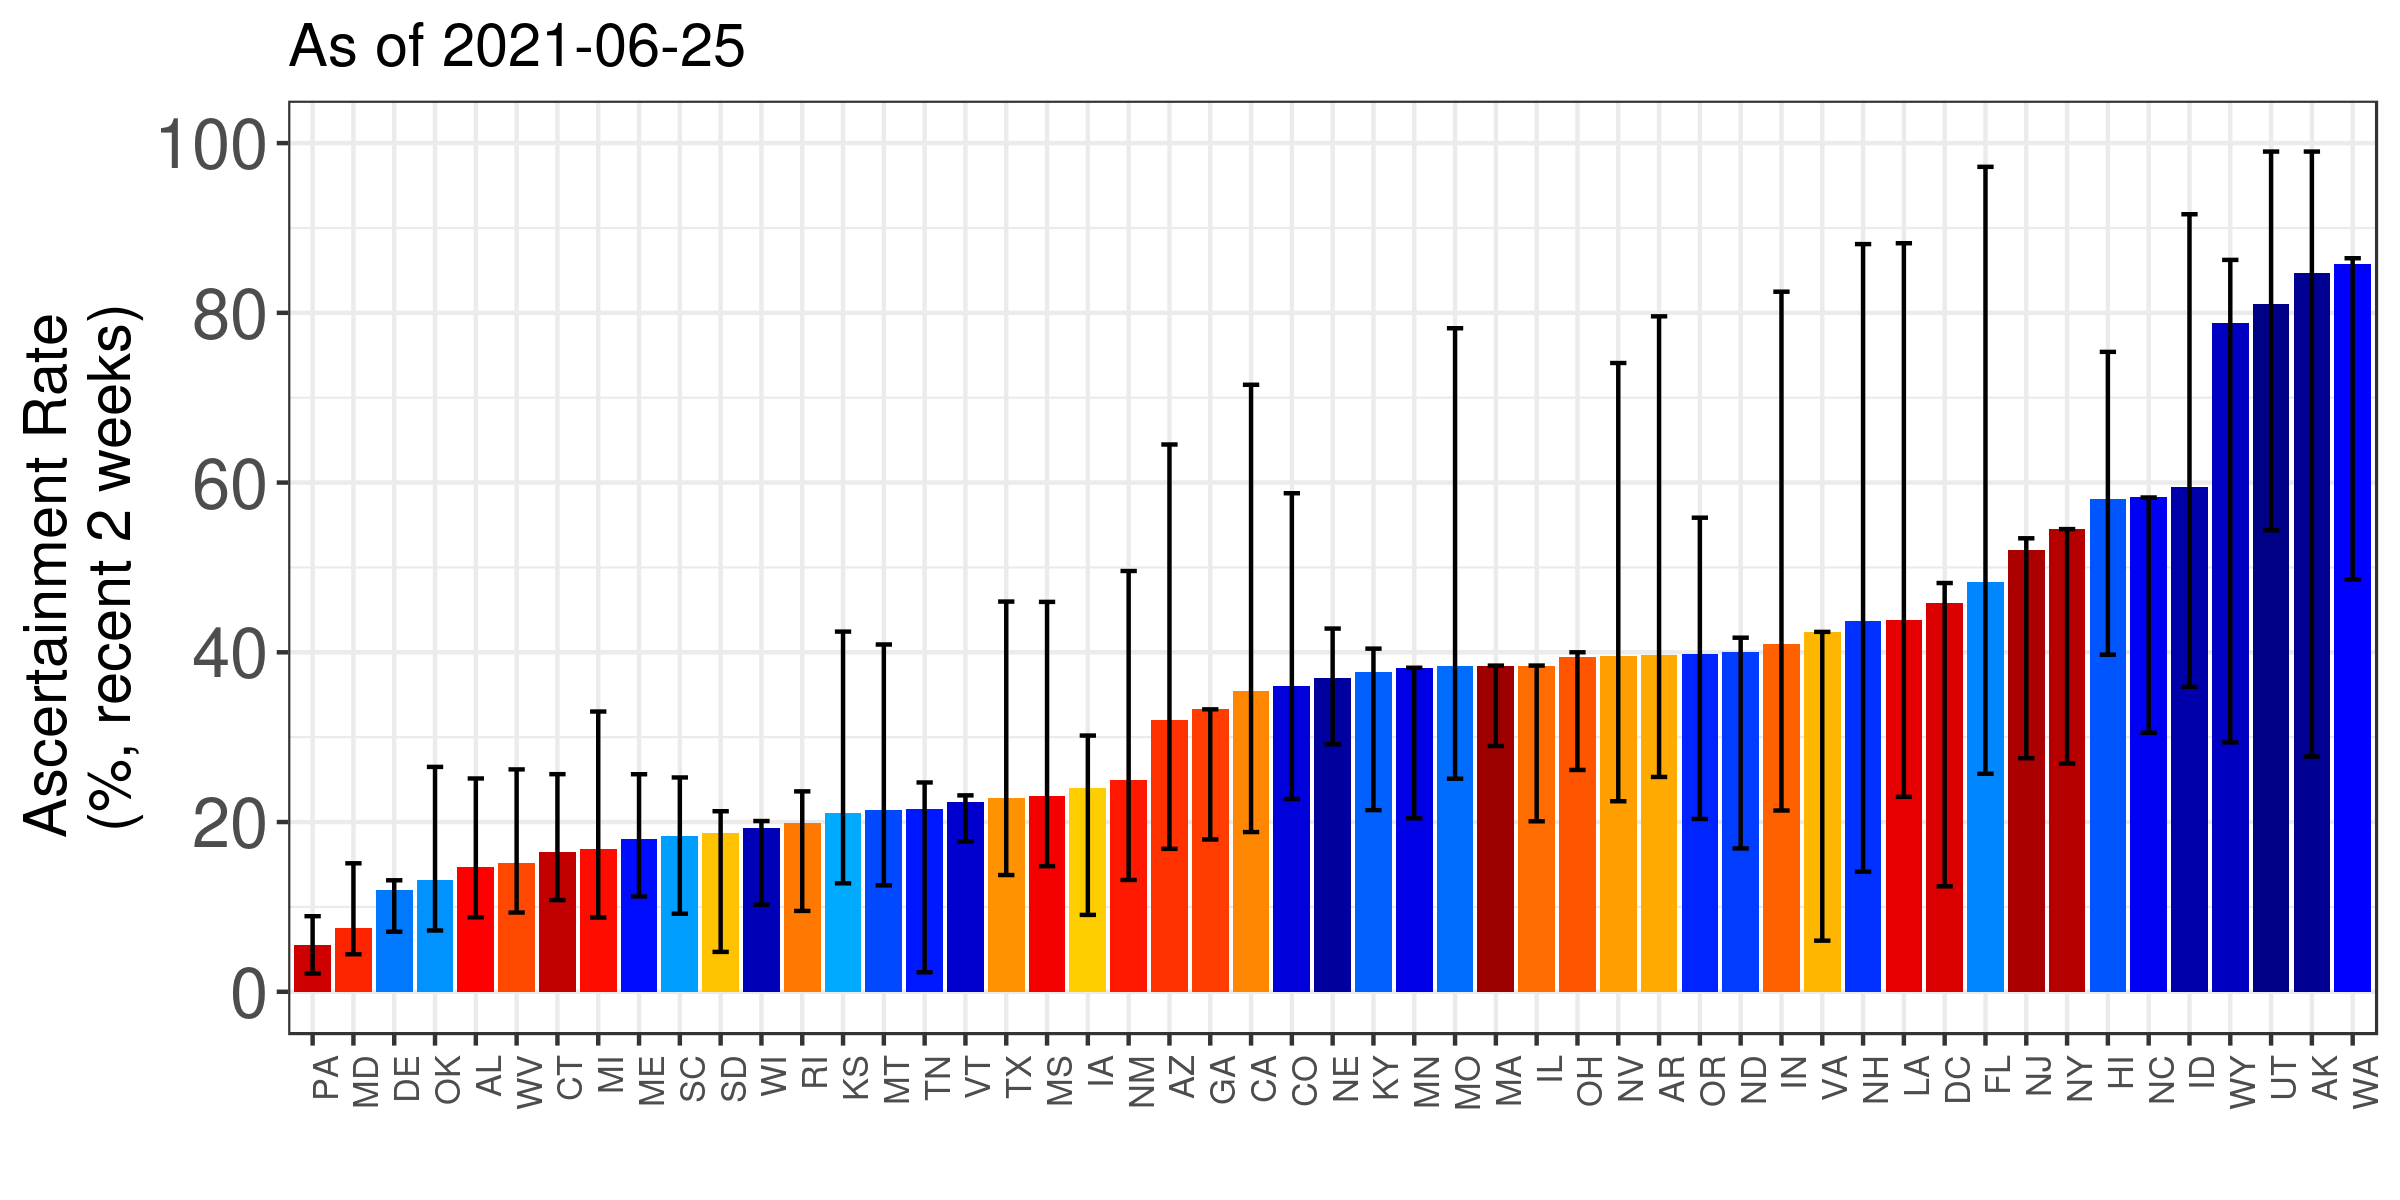 As of 2021-06-25
Ascertainment Rate
(%, recent 2 weeks)
100
80
60
40
20
0
PA MD DE OK AL WV CT MI ME SC SD WI RI KS MT TN VT TX MS IA NM AZ GA CA CO NE KY MN MO MA IL OH NV AR OR ND IN VA NH LA DC FL NJ NY HI NC ID WY UT AK WA